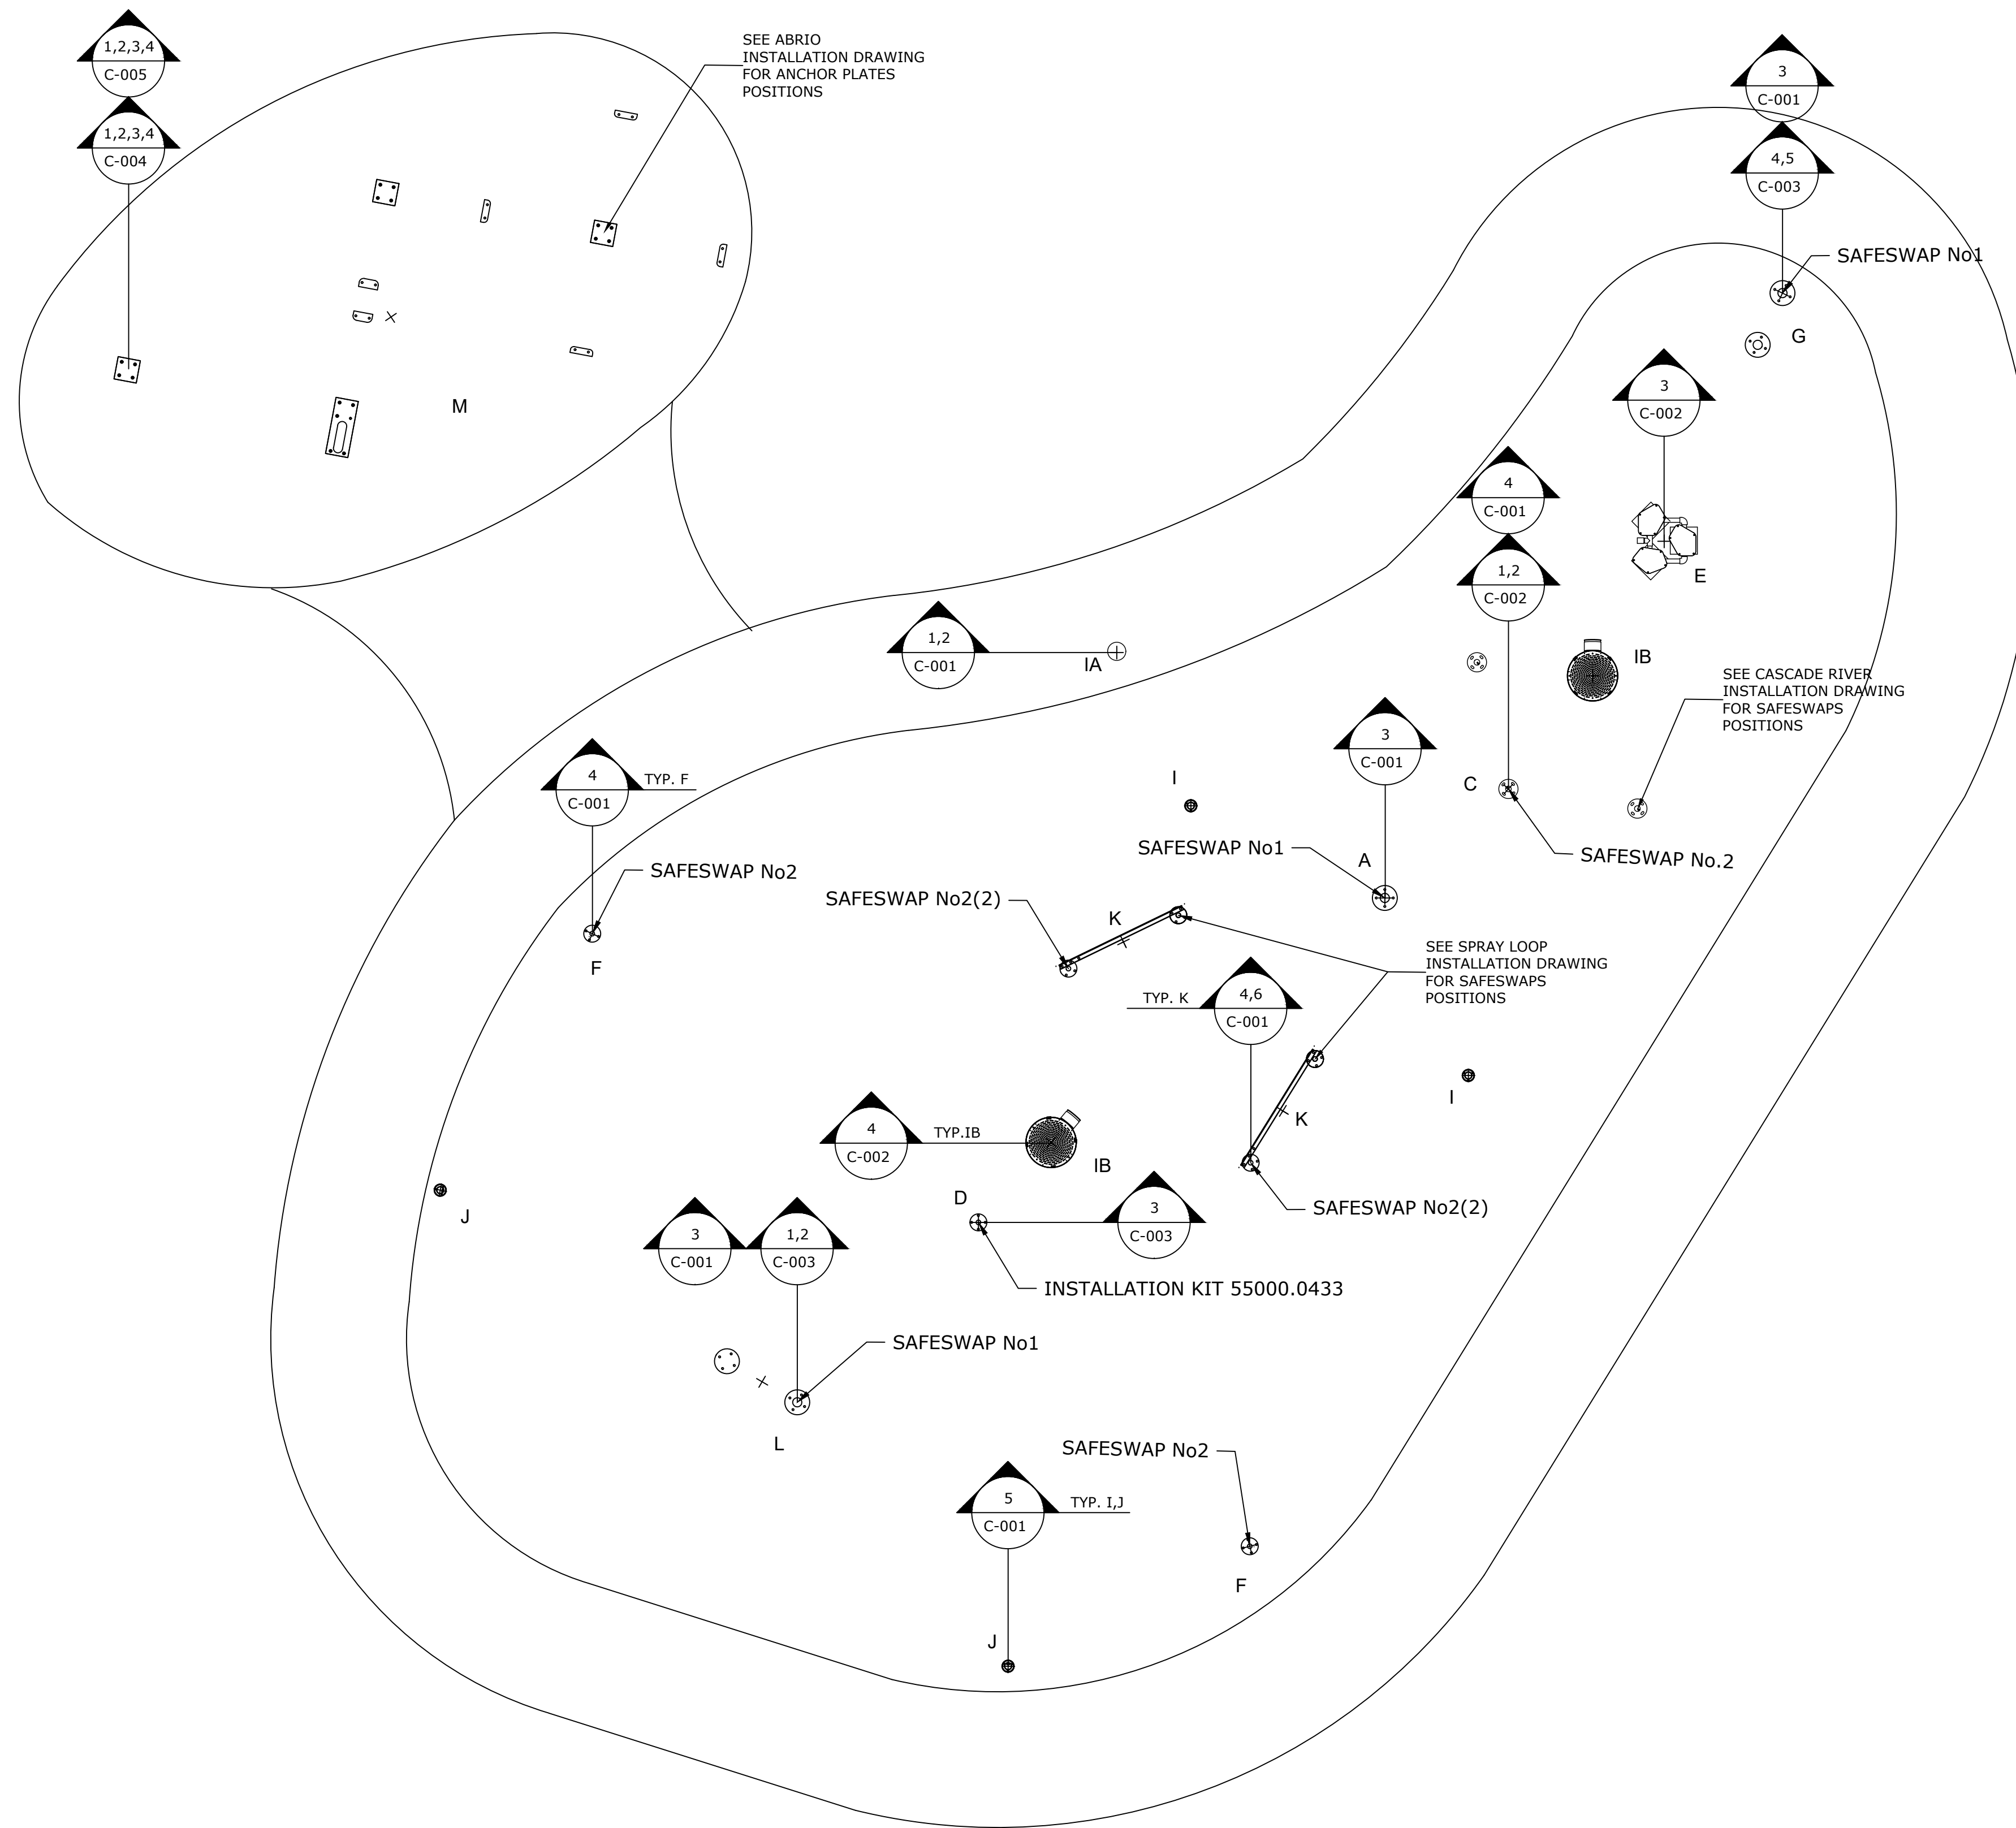 1,2,3,4
C-005
1,2,3,4
C-004
SEE ABRIO
INSTALLATION DRAWING
FOR ANCHOR PLATES
POSITIONS
M
3
C-001
4,5
C-003
SAFESWAP No1
G
3
C-002
E
4
C-001
1,2
C-002
IB
SEE CASCADE RIVER
INSTALLATION DRAWING
FOR SAFESWAPS
POSITIONS
1,2
C-001
IA
4
C-001
TYP. F
SAFESWAP No2
F
I
3
C-001
C
SAFESWAP No.2
SAFESWAP No1
A
SAFESWAP No2(2)
K
SEE SPRAY LOOP
INSTALLATION DRAWING
FOR SAFESWAPS
POSITIONS
TYP. K
4,6
C-001
K
I
SAFESWAP No2(2)
4
C-002
TYP.IB
IB
J
D
3
C-003
INSTALLATION KIT 55000.0433
3
C-001
1,2
C-003
SAFESWAP No1
L
SAFESWAP No2
F
5
C-001
TYP. I,J
J